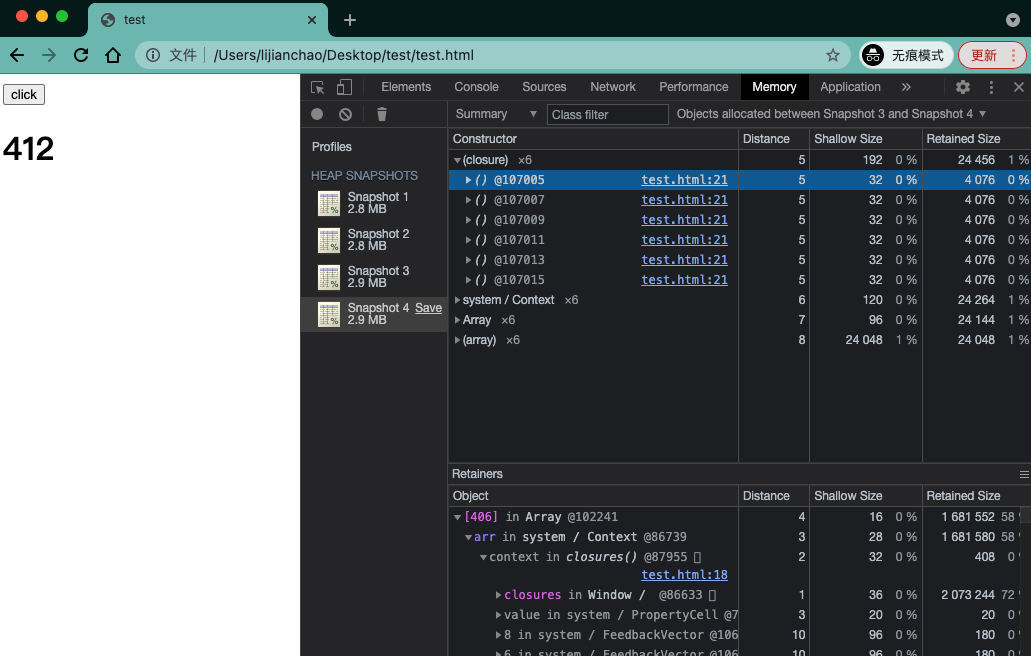 test
文件 /Users/lijianchao/Desktop/test/test.html 无痕模式 更新
click
412
Elements Console Sources Network Performance Memory Application
Summary Class filter Objects allocated between Snapshot 3 and Snapshot 4
Profiles
HEAP SNAPSHOTS
Snapshot 1
2.8 MB
Snapshot 2
2.8 MB
Snapshot 3
2.9 MB
Snapshot 4 Save
2.9 MB
Constructor Distance Shallow Size Retained Size
(closure) ×6 5 192 0 % 24 456 1 %
() @107005 test.html:21 5 32 0 % 4 076 0 %
() @107007 test.html:21 5 32 0 % 4 076 0 %
() @107009 test.html:21 5 32 0 % 4 076 0 %
() @107011 test.html:21 5 32 0 % 4 076 0 %
() @107013 test.html:21 5 32 0 % 4 076 0 %
() @107015 test.html:21 5 32 0 % 4 076 0 %
system / Context ×6 6 120 0 % 24 264 1 %
Array ×6 7 96 0 % 24 144 1 %
(array) ×6 8 24 048 1 % 24 048 1 %
Retainers
Object Distance Shallow Size Retained Size
[406] in Array @102241 4 16 0 % 1 681 552 58
arr in system / Context @86739 3 28 0 % 1 681 580 58
context in closures() @87955 2 32 0 % 408 0
test.html:18
closures in Window / @86633 1 36 0 % 2 073 244 72
value in system / PropertyCell @7 3 20 0 % 20 0
8 in system / FeedbackVector @106 10 96 0 % 180 0
6 in system / FeedbackVector @106 10 96 0 % 180 0